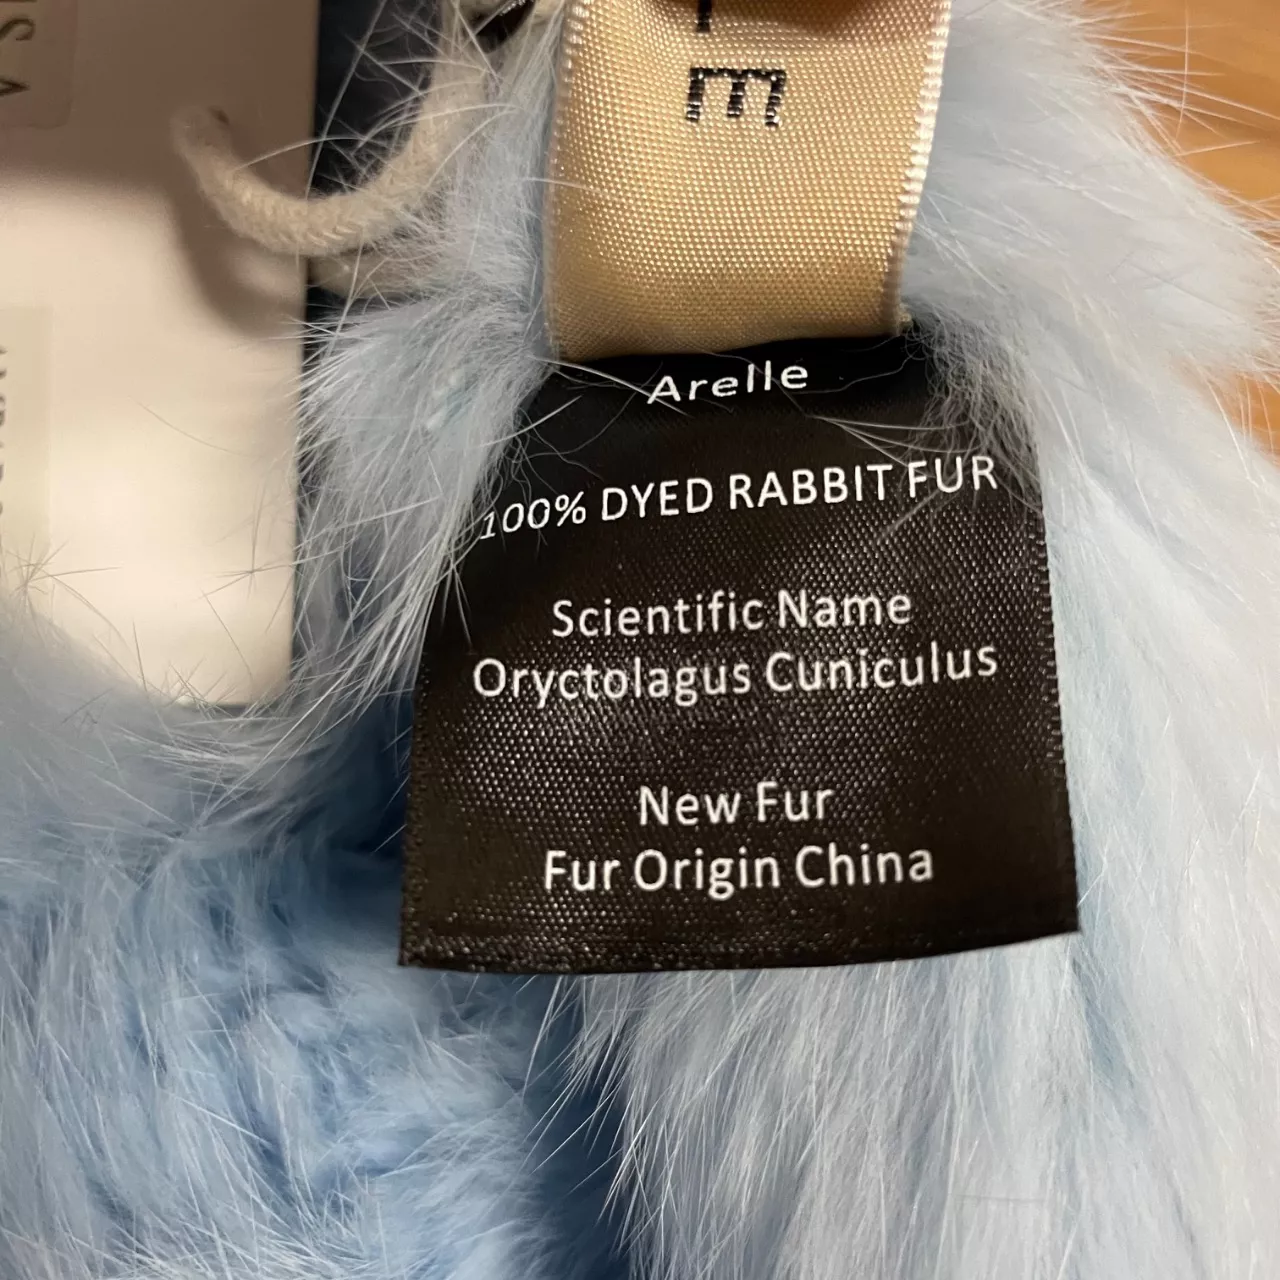 Arelle
100% DYED RABBIT FUR
Scientific Name
Oryctolagus Cuniculus
New Fur
Fur Origin China